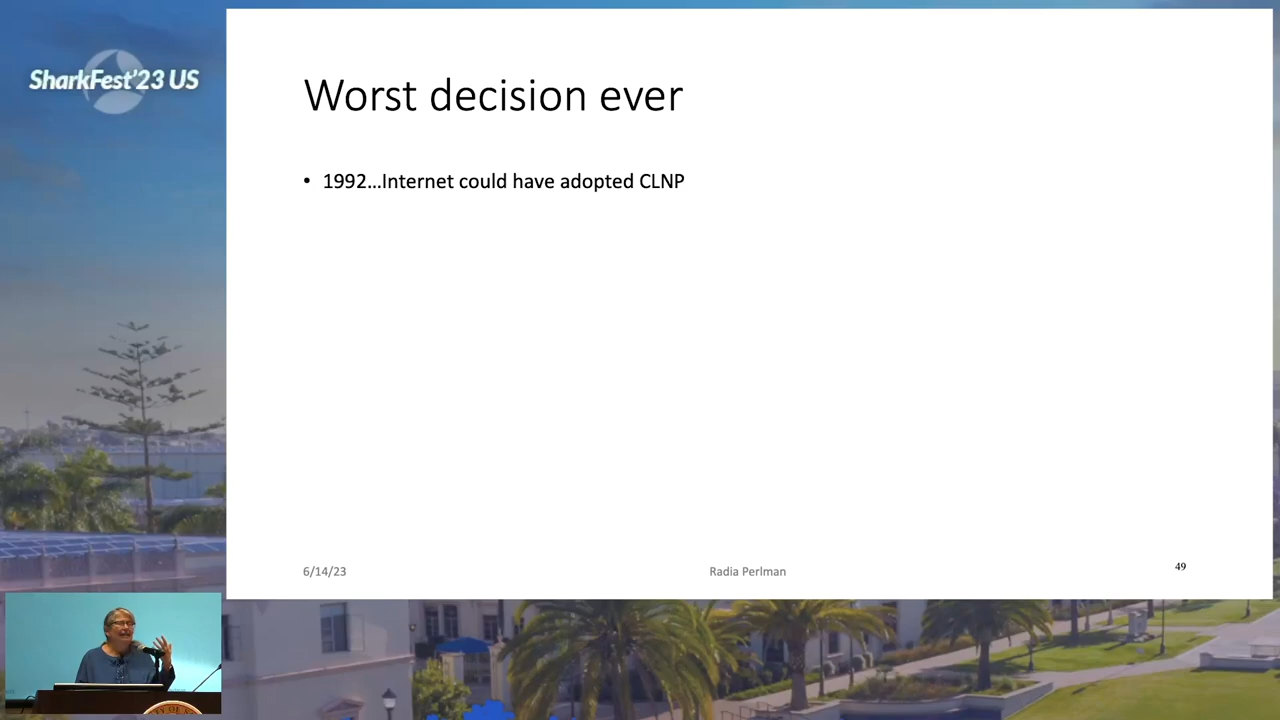 SharkFest'23 US
Worst decision ever
• 1992...Internet could have adopted CLNP
6/14/23
Radia Perlman
49